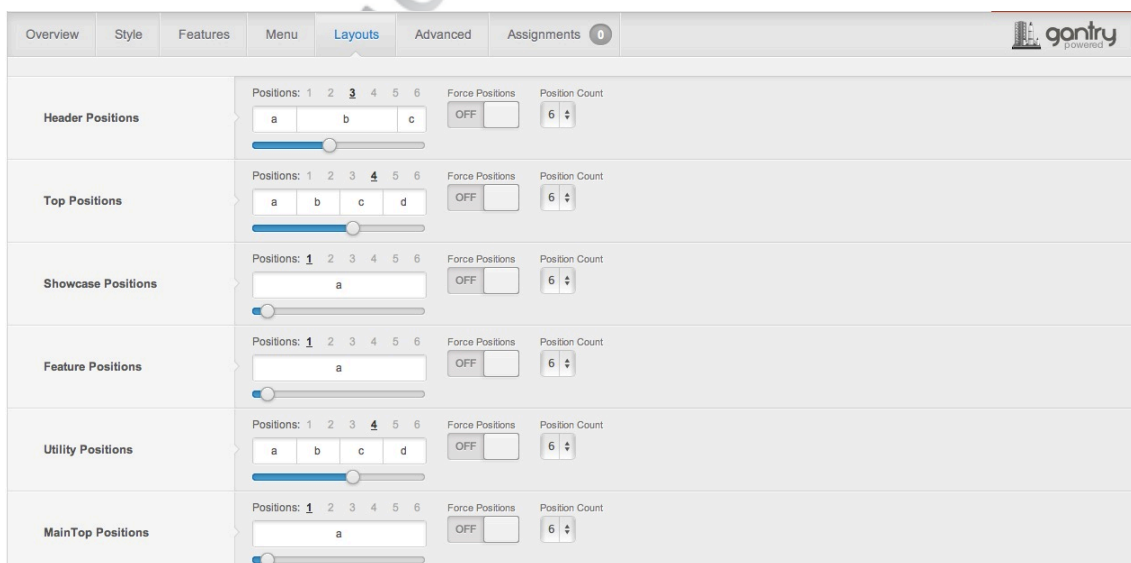 Overview Style Features Menu Layouts Advanced Assignments 0
gantry
powered
Header Positions
Positions: 1 2 3 4 5 6 Force Positions Position Count
a b c OFF 6
Top Positions
Positions: 1 2 3 4 5 6 Force Positions Position Count
a b c d OFF 6
Showcase Positions
Positions: 1 2 3 4 5 6 Force Positions Position Count
a OFF 6
Feature Positions
Positions: 1 2 3 4 5 6 Force Positions Position Count
a OFF 6
Utility Positions
Positions: 1 2 3 4 5 6 Force Positions Position Count
a b c d OFF 6
MainTop Positions
Positions: 1 2 3 4 5 6 Force Positions Position Count
a OFF 6